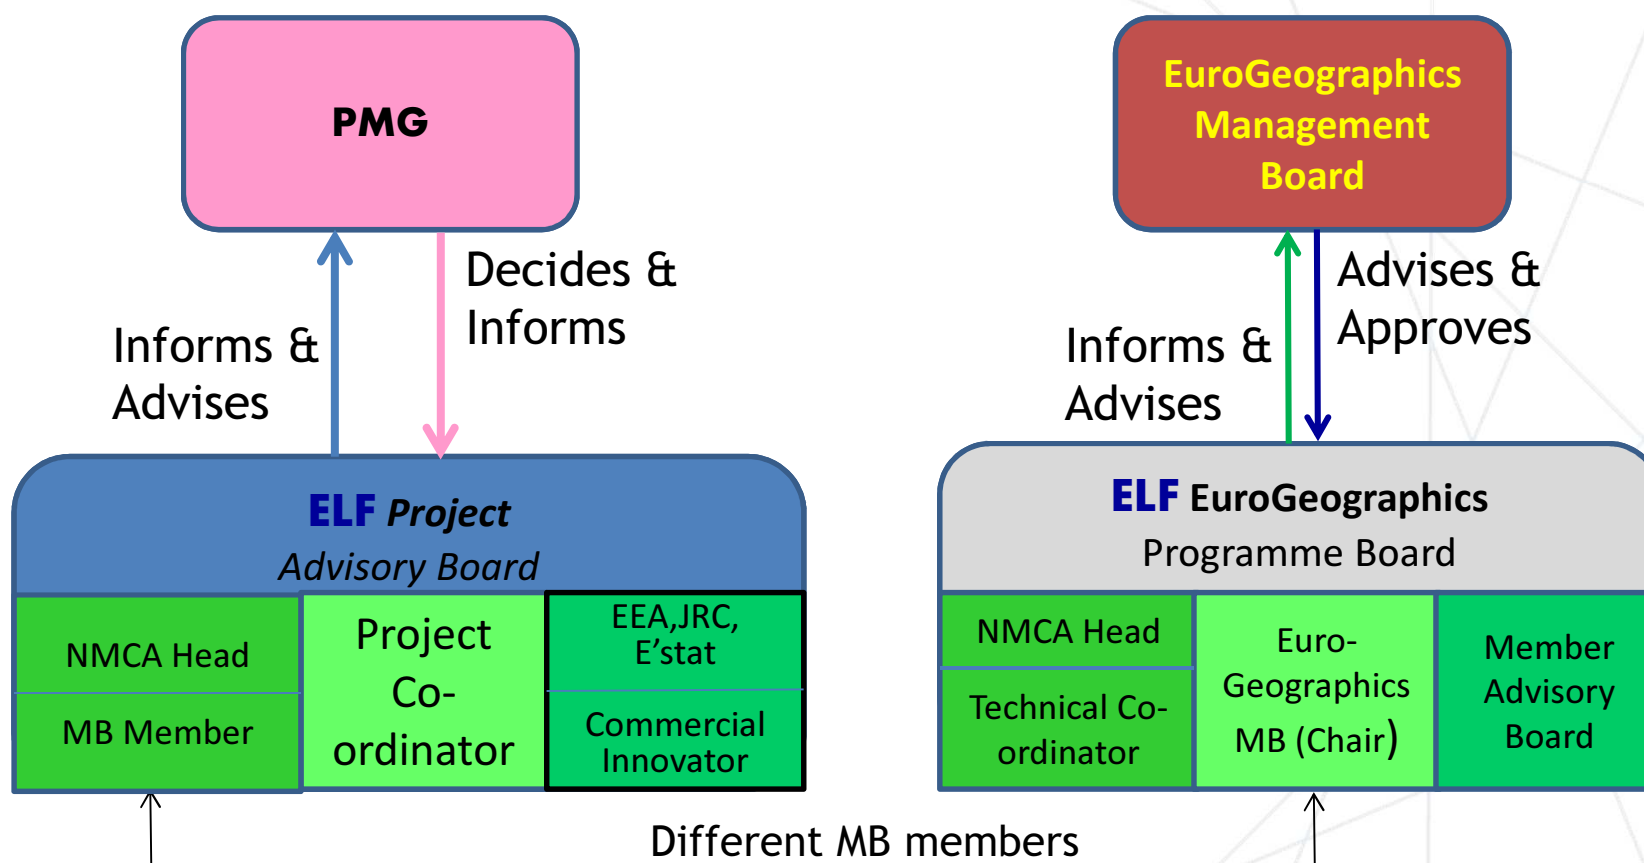 PMG
EuroGeographics
Management
Board
Decides &
Informs
Informs &
Advises
Advises &
Approves
Informs &
Advises
ELF Project
Advisory Board
NMCA Head
MB Member
Project
Co-
ordinator
EEA,JRC,
E’stat
Commercial
Innovator
ELF EuroGeographics
Programme Board
NMCA Head
Technical Co-
ordinator
Euro-
Geographics
MB (Chair)
Member
Advisory
Board
Different MB members